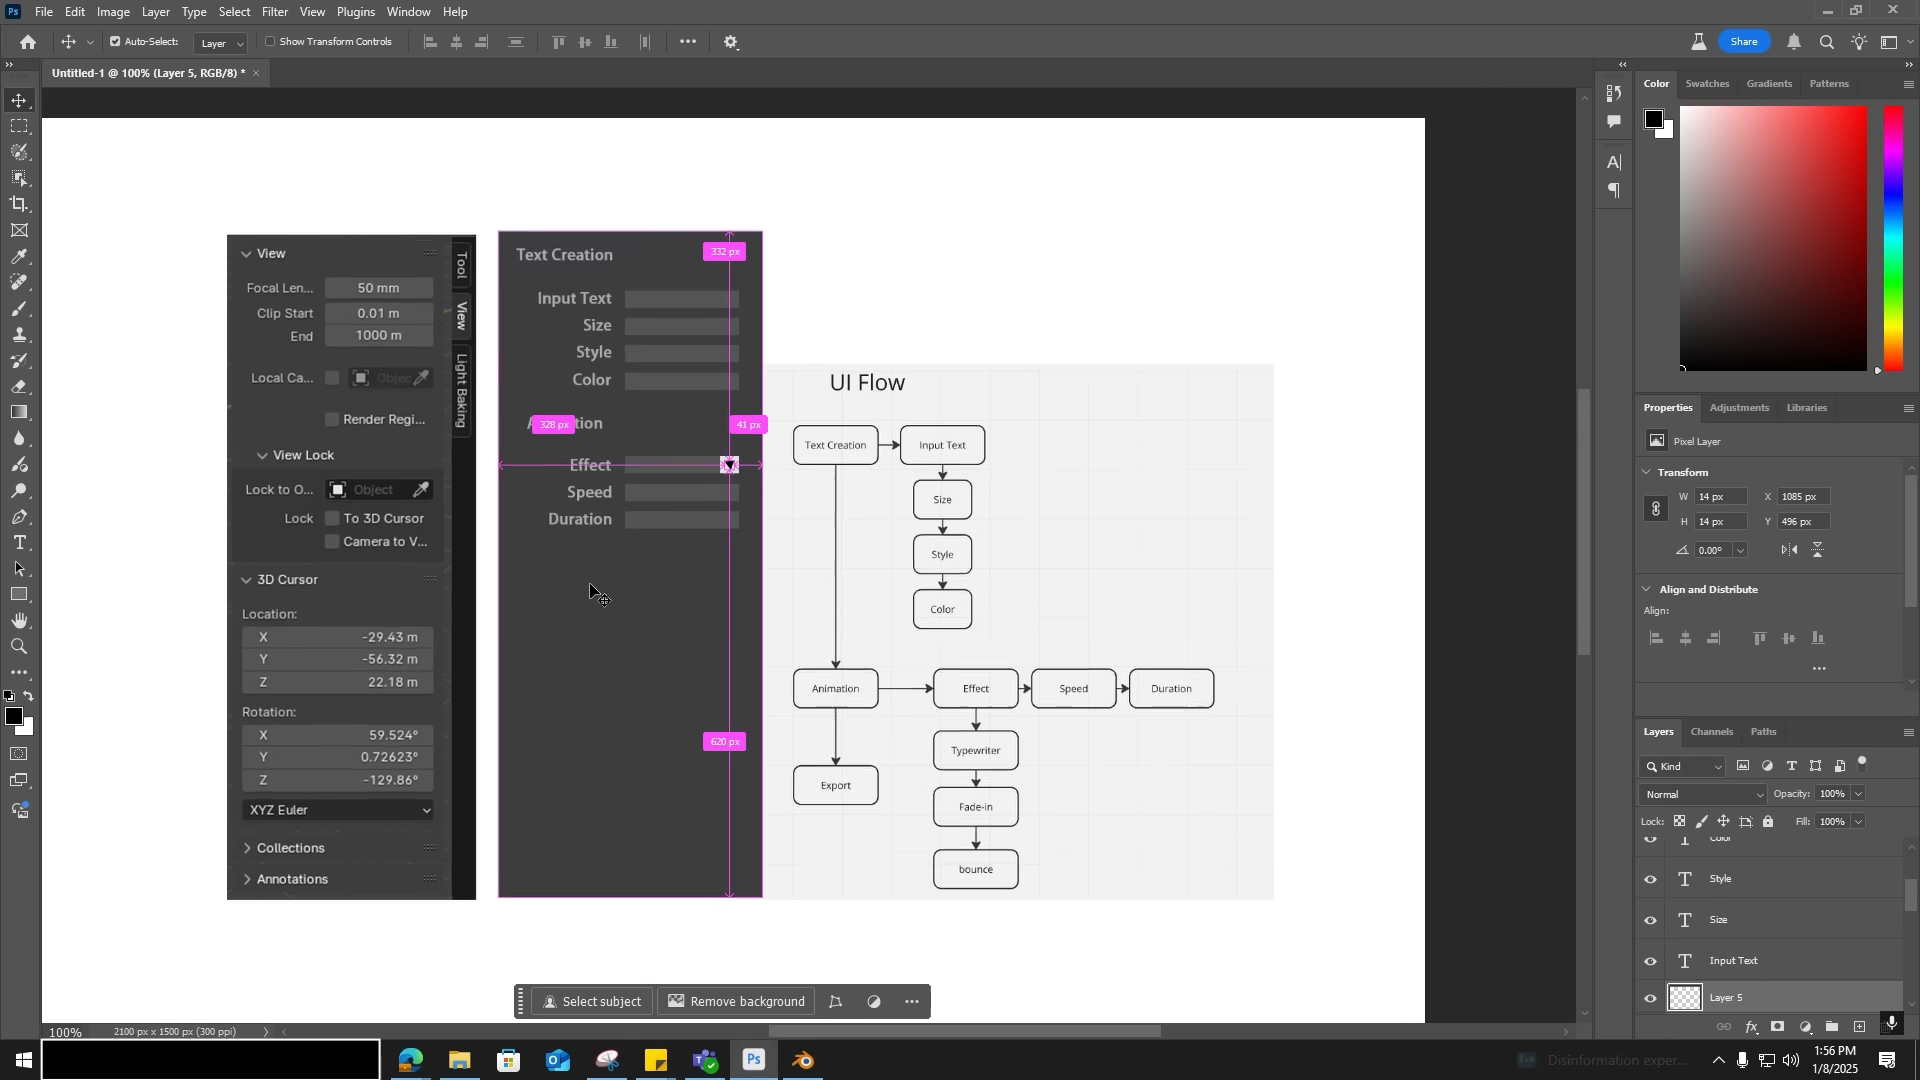 Ps File Edit Image Layer Type Select Filter View Plugins Window Help
Auto-Select: Layer Show Transform Controls Share
Untitled-1 @ 100% (Layer 5, RGB/8) *
View
Focal Len... 50 mm
Clip Start 0.01 m
End 1000 m
Local Ca... Objec
Render Regi...
View Lock
Lock to O... Object
Lock To 3D Cursor
Camera to V...
3D Cursor
Location:
X -29.43 m
Y -56.32 m
Z 22.18 m
Rotation:
X 59.524°
Y 0.72623°
Z -129.86°
XYZ Euler
Collections
Annotations
Tool
View
Light Baking
Text Creation
332 px
Input Text
Size
Style
Color
328 px
41 px
Effect
Speed
Duration
620 px
UI Flow
Text Creation Input Text
Size
Style
Color
Animation Effect Speed Duration
Typewriter
Export
Fade-in
bounce
Select subject Remove background
100% 2100 px x 1500 px (300 ppi)
Color Swatches Gradients Patterns
Properties Adjustments Libraries
Pixel Layer
Transform
W 14 px X 1085 px
H 14 px Y 496 px
0.00°
Align and Distribute
Align:
Layers Channels Paths
Kind
Normal Opacity: 100%
Lock: Fill: 100%
Color
Style
Size
Input Text
Layer 5
Ps
Disinformation exper...
1:56 PM
1/8/2025